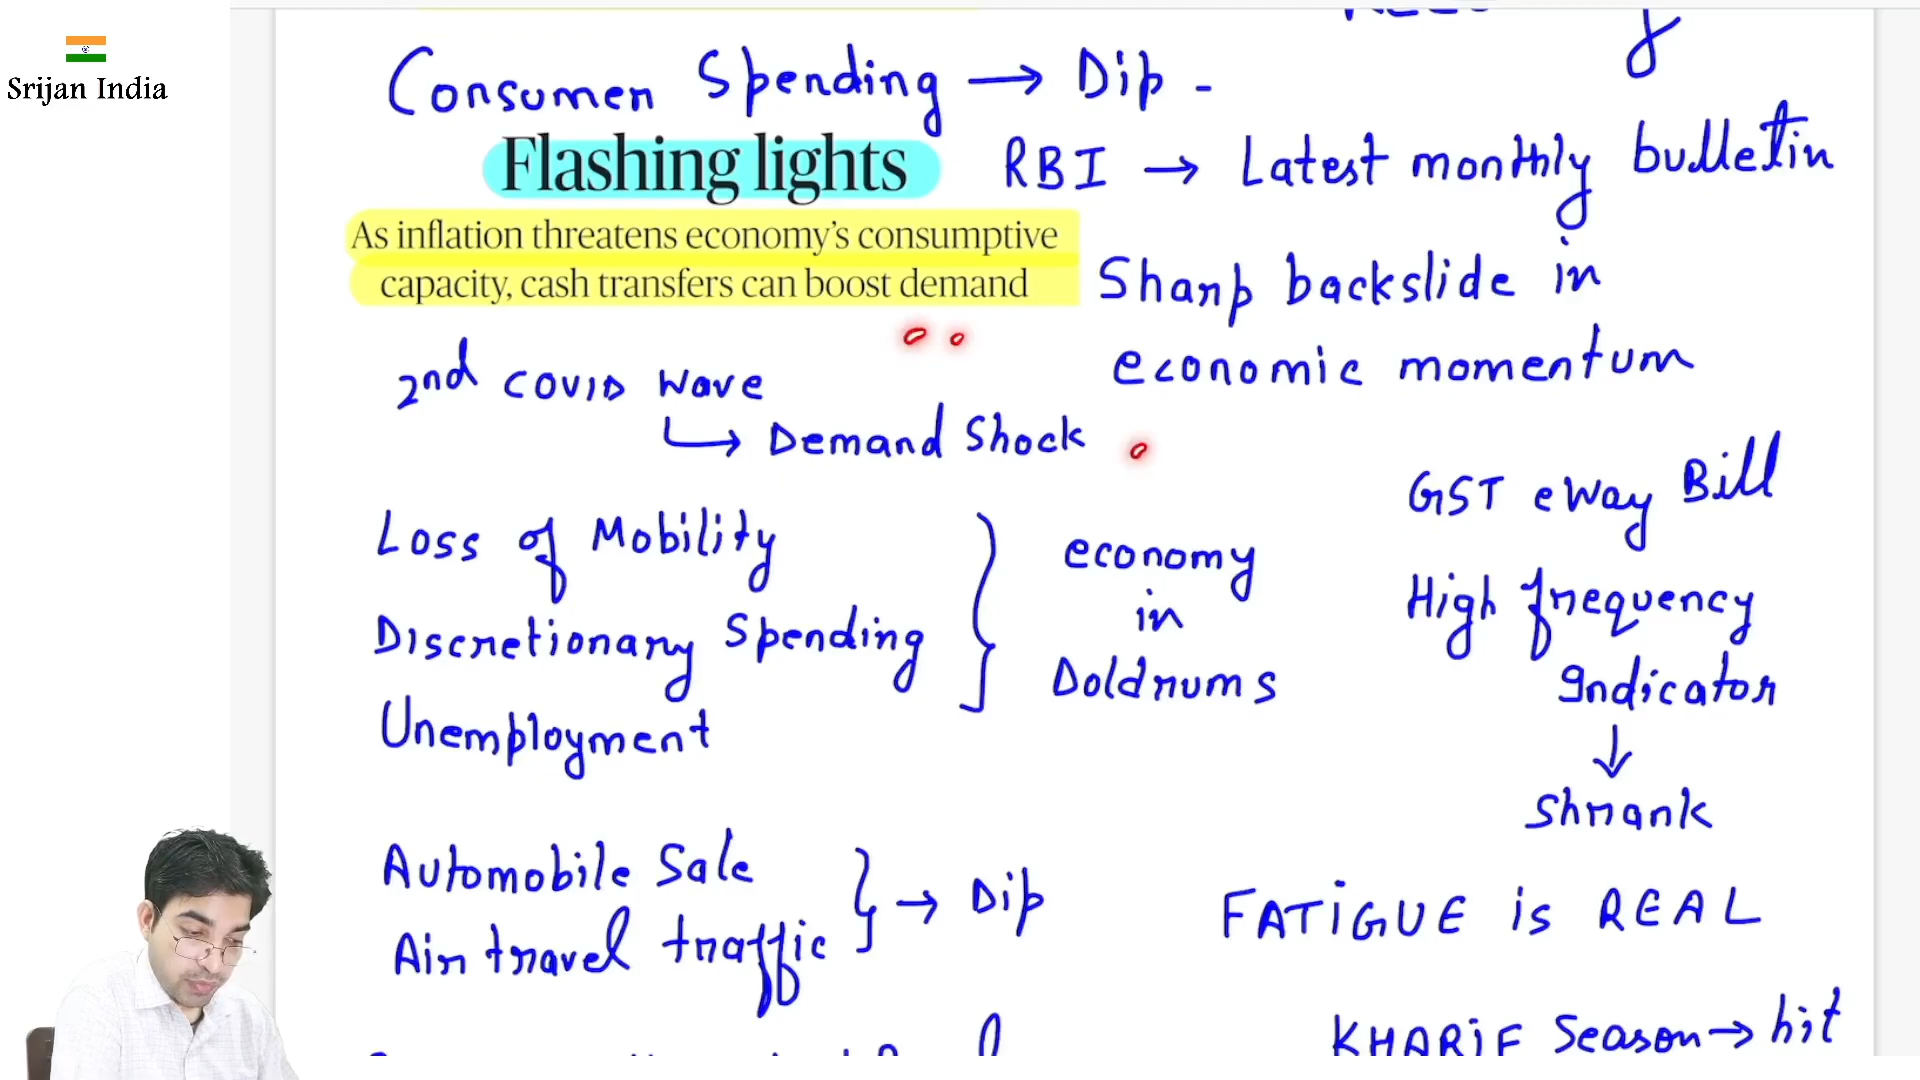 Srijan India
Consumer Spending → Dip -
Flashing lights
As inflation threatens economy's consumptive
capacity, cash transfers can boost demand
RBI → Latest monthly bulletin
Sharp backslide in
economic momentum
2nd COVID Wave
↳ Demand Shock
Loss of Mobility
Discretionary Spending
Unemployment
economy
in
Doldrums
GST eWay Bill
High frequency
Indicator
↓
Shrank
Automobile Sale
Air travel traffic
→ Dip
FATIGUE is REAL
KHARIF Season → hit